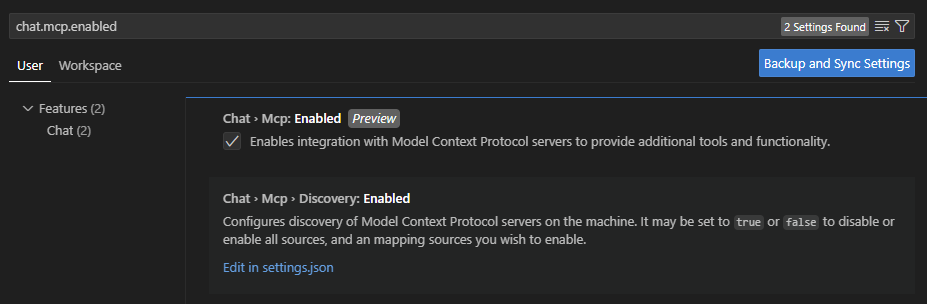 chat.mcp.enabled
2 Settings Found
User Workspace
Backup and Sync Settings
Features (2)
Chat (2)
Chat › Mcp: Enabled Preview
Enables integration with Model Context Protocol servers to provide additional tools and functionality.
Chat › Mcp › Discovery: Enabled
Configures discovery of Model Context Protocol servers on the machine. It may be set to true or false to disable or
enable all sources, and an mapping sources you wish to enable.
Edit in settings.json